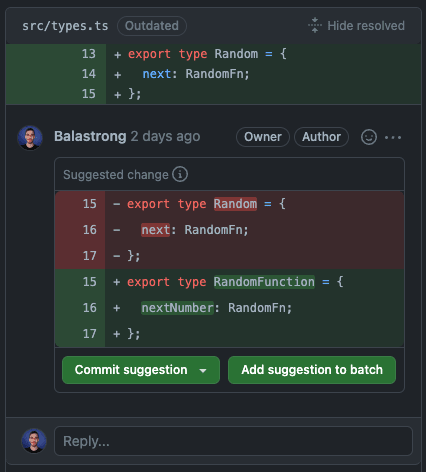 src/types.ts Outdated Hide resolved
13 + export type Random = {
14 + next: RandomFn;
15 + };
Balastrong 2 days ago Owner Author
Suggested change
15 - export type Random = {
16 - next: RandomFn;
17 - };
15 + export type RandomFunction = {
16 + nextNumber: RandomFn;
17 + };
Commit suggestion Add suggestion to batch
Reply...